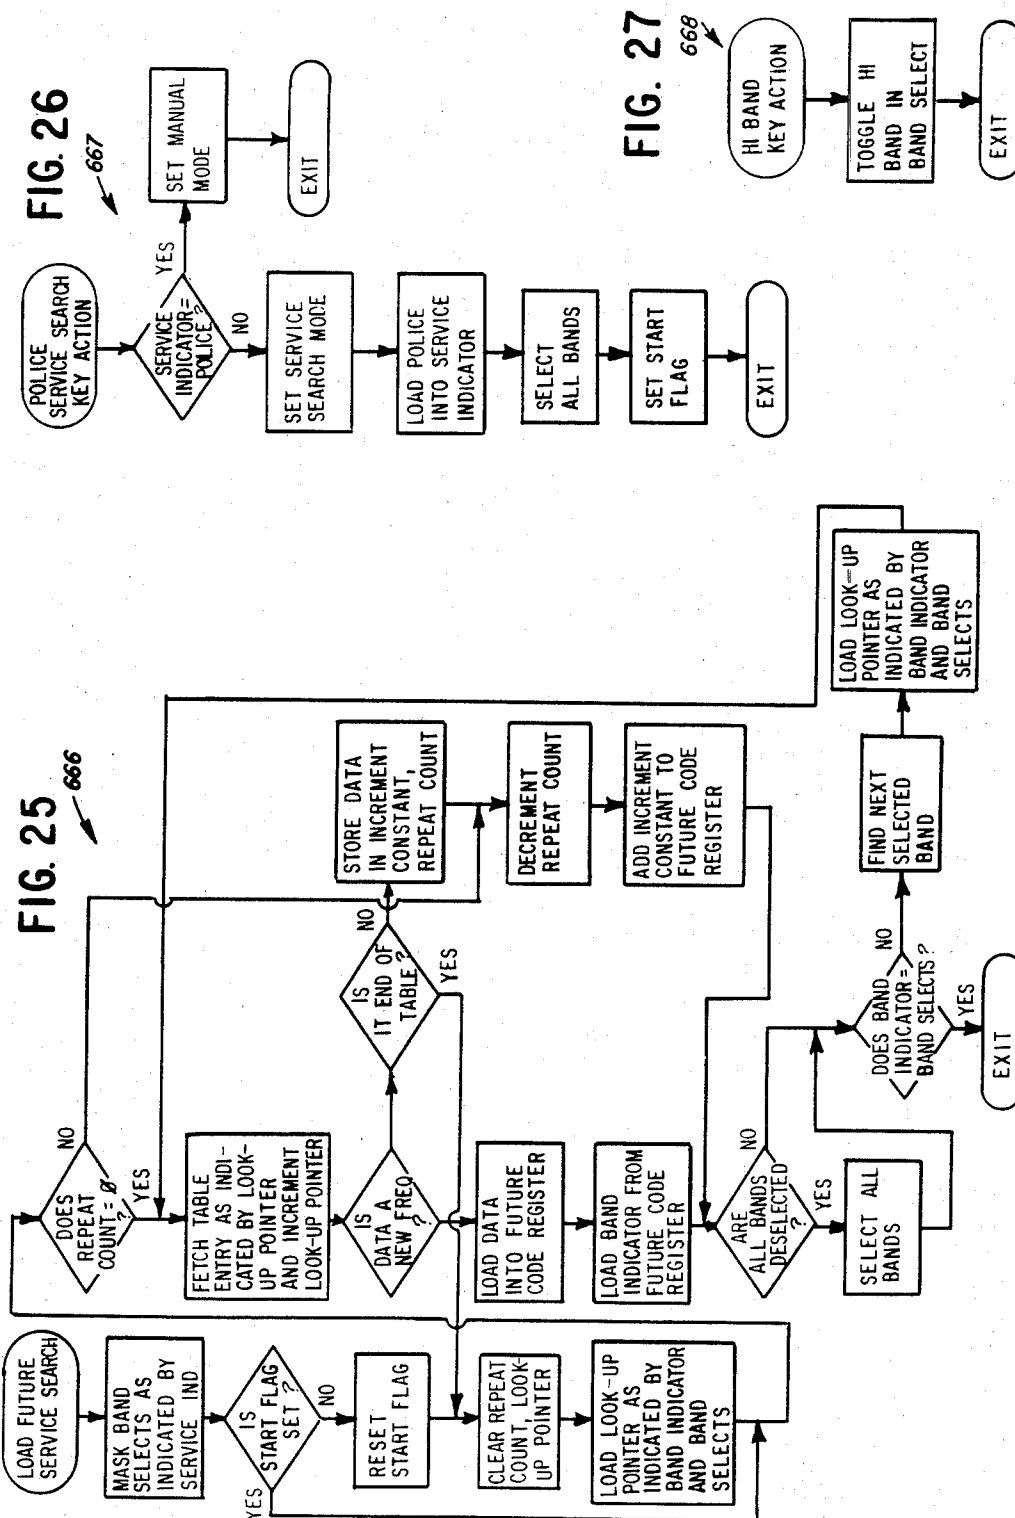 FIG. 25
666
LOAD FUTURE
SERVICE SEARCH
MASK BAND
SELECTS AS
INDICATED BY
SERVICE IND
IS
START FLAG
SET ?
YES
NO
RESET
START FLAG
CLEAR REPEAT
COUNT, LOOK-
UP POINTER
LOAD LOOK-UP
POINTER AS
INDICATED BY
BAND INDICATOR
AND BAND
SELECTS
DOES
REPEAT
COUNT = Ø
?
NO
YES
FETCH TABLE
ENTRY AS INDI-
CATED BY LOOK-
UP POINTER
AND INCREMENT
LOOK-UP POINTER
IS
DATA A
NEW FREQ.
?
LOAD DATA
INTO FUTURE
CODE REGISTER
LOAD BAND
INDICATOR FROM
FUTURE CODE
REGISTER
ARE
ALL BANDS
DESELECTED
?
NO
YES
SELECT ALL
BANDS
IS
IT END OF
TABLE ?
NO
YES
STORE DATA
IN INCREMENT
CONSTANT,
REPEAT COUNT
DECREMENT
REPEAT COUNT
ADD INCREMENT
CONSTANT TO
FUTURE CODE
REGISTER
DOES BAND
INDICATOR =
BAND SELECTS ?
NO
YES
EXIT
FIND NEXT
SELECTED
BAND
LOAD LOOK-UP
POINTER AS
INDICATED BY
BAND INDICATOR
AND BAND
SELECTS
FIG. 26
667
POLICE
SERVICE SEARCH
KEY ACTION
SERVICE
INDICATOR =
POLICE ?
YES
NO
SET MANUAL
MODE
EXIT
SET SERVICE
SEARCH MODE
LOAD POLICE
INTO SERVICE
INDICATOR
SELECT
ALL BANDS
SET START
FLAG
EXIT
FIG. 27
668
HI BAND
KEY ACTION
TOGGLE HI
BAND IN
BAND SELECT
EXIT